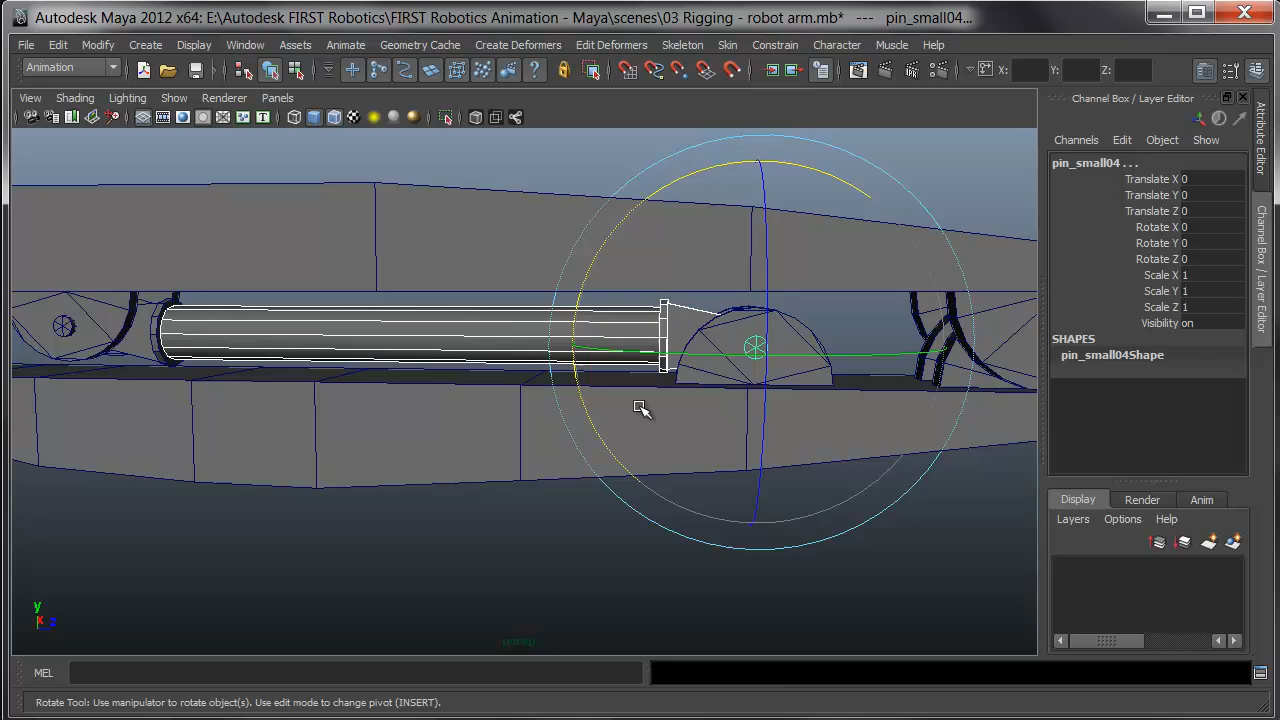 Autodesk Maya 2012 x64: E:\Autodesk FIRST Robotics\FIRST Robotics Animation - Maya\scenes\03 Rigging - robot arm.mb* --- pin_small04...
File Edit Modify Create Display Window Assets Animate Geometry Cache Create Deformers Edit Deformers Skeleton Skin Constrain Character Muscle Help
Animation X: Y: Z:
View Shading Lighting Show Renderer Panels
Channel Box / Layer Editor
Channels Edit Object Show
pin_small04 . . .
Translate X 0
Translate Y 0
Translate Z 0
Rotate X 0
Rotate Y 0
Rotate Z 0
Scale X 1
Scale Y 1
Scale Z 1
Visibility on
SHAPES
pin_small04Shape
Attribute Editor
Channel Box / Layer Editor
Display Render Anim
Layers Options Help
y
x z
persp
MEL
Rotate Tool: Use manipulator to rotate object(s). Use edit mode to change pivot (INSERT).